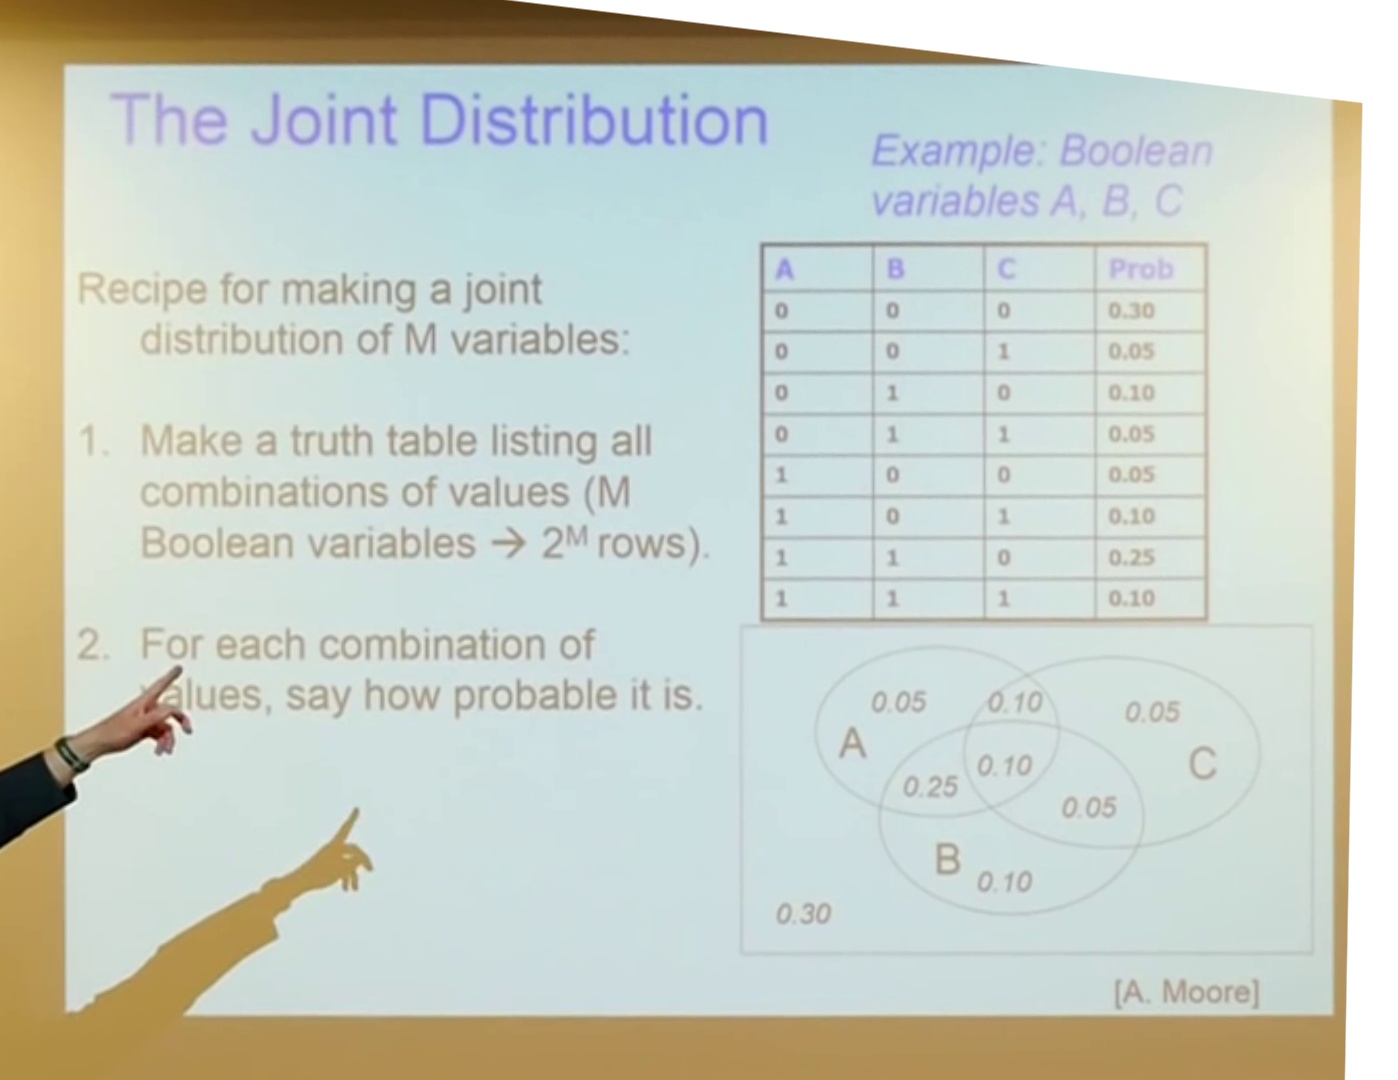 The Joint Distribution
Example: Boolean
variables A, B, C
Recipe for making a joint
distribution of M variables:
1. Make a truth table listing all
combinations of values (M
Boolean variables → 2ᴹ rows).
2. For each combination of
alues, say how probable it is.
A B C Prob
0 0 0 0.30
0 0 1 0.05
0 1 0 0.10
0 1 1 0.05
1 0 0 0.05
1 0 1 0.10
1 1 0 0.25
1 1 1 0.10
0.05 0.10 0.05
A
C
0.10
0.25
0.05
B
0.10
0.30
[A. Moore]